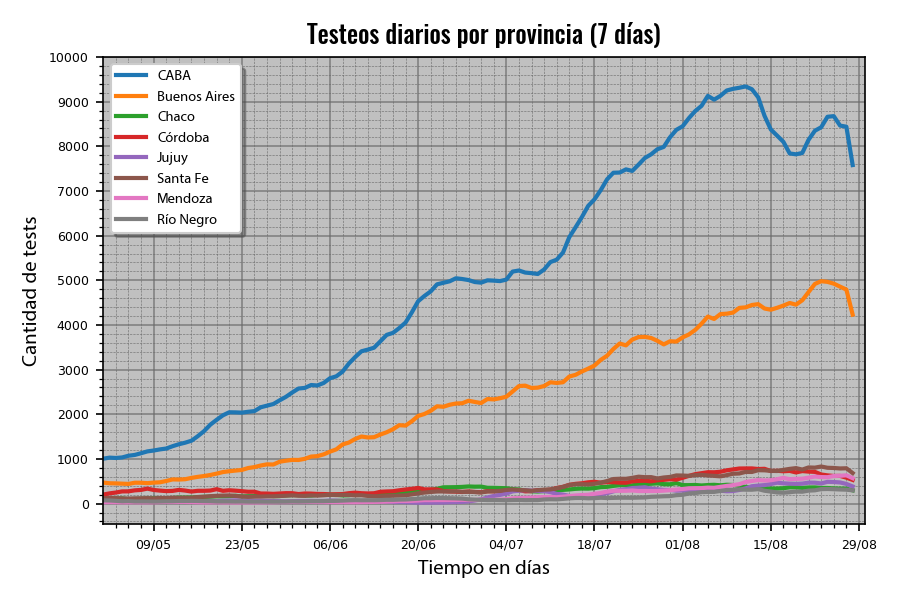 Testeos diarios por provincia (7 días)
Cantidad de tests
10000
9000
8000
7000
6000
5000
4000
3000
2000
1000
0
CABA
Buenos Aires
Chaco
Córdoba
Jujuy
Santa Fe
Mendoza
Río Negro
09/05 23/05 06/06 20/06 04/07 18/07 01/08 15/08 29/08
Tiempo en días